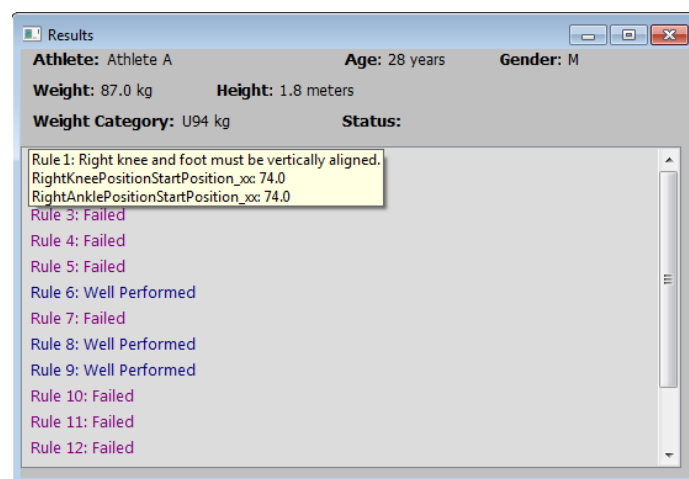 Results
Athlete: Athlete A Age: 28 years Gender: M
Weight: 87.0 kg Height: 1.8 meters
Weight Category: U94 kg Status:
Rule 1: Right knee and foot must be vertically aligned.
RightKneePositionStartPosition_xx: 74.0
RightAnklePositionStartPosition_xx: 74.0
Rule 3: Failed
Rule 4: Failed
Rule 5: Failed
Rule 6: Well Performed
Rule 7: Failed
Rule 8: Well Performed
Rule 9: Well Performed
Rule 10: Failed
Rule 11: Failed
Rule 12: Failed